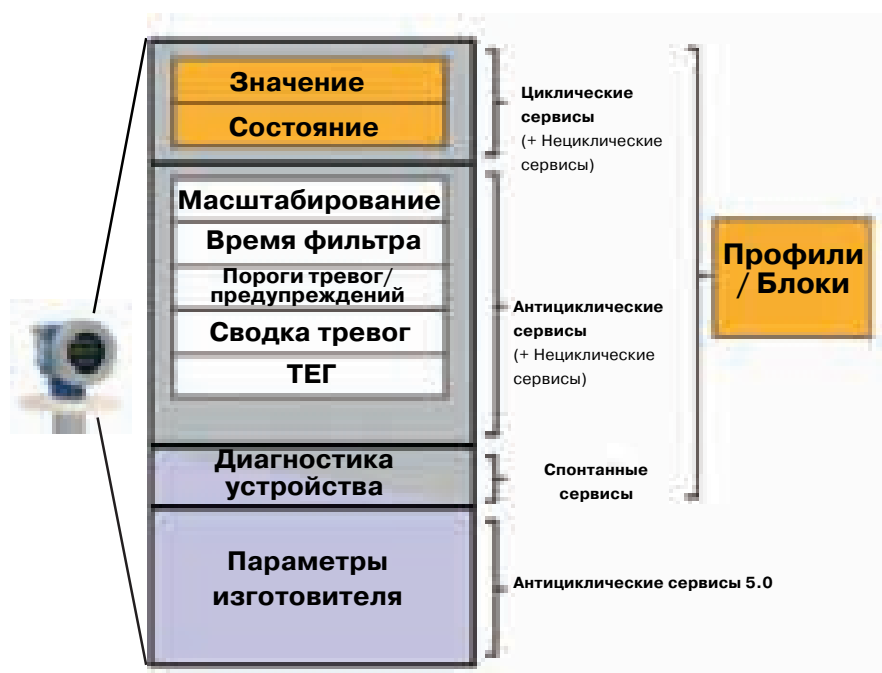 Значение
Состояние
Циклические
сервисы
(+ Нециклические
сервисы)
Масштабирование
Время фильтра
Пороги тревог/
предупреждений
Сводка тревог
ТЕГ
Антициклические
сервисы
(+ Нециклические
сервисы)
Профили
/ Блоки
Диагностика
устройства
Спонтанные
сервисы
Параметры
изготовителя
Антициклические сервисы 5.0